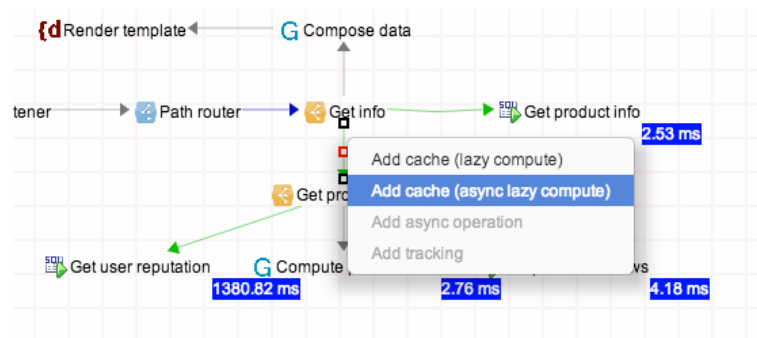 {d Render template
G Compose data
tener
Path router
Get info
SQL Get product info
2.53 ms
Add cache (lazy compute)
Add cache (async lazy compute)
Get pro
Add async operation
Add tracking
SQL Get user reputation
G Compute
ws
1380.82 ms
2.76 ms
4.18 ms